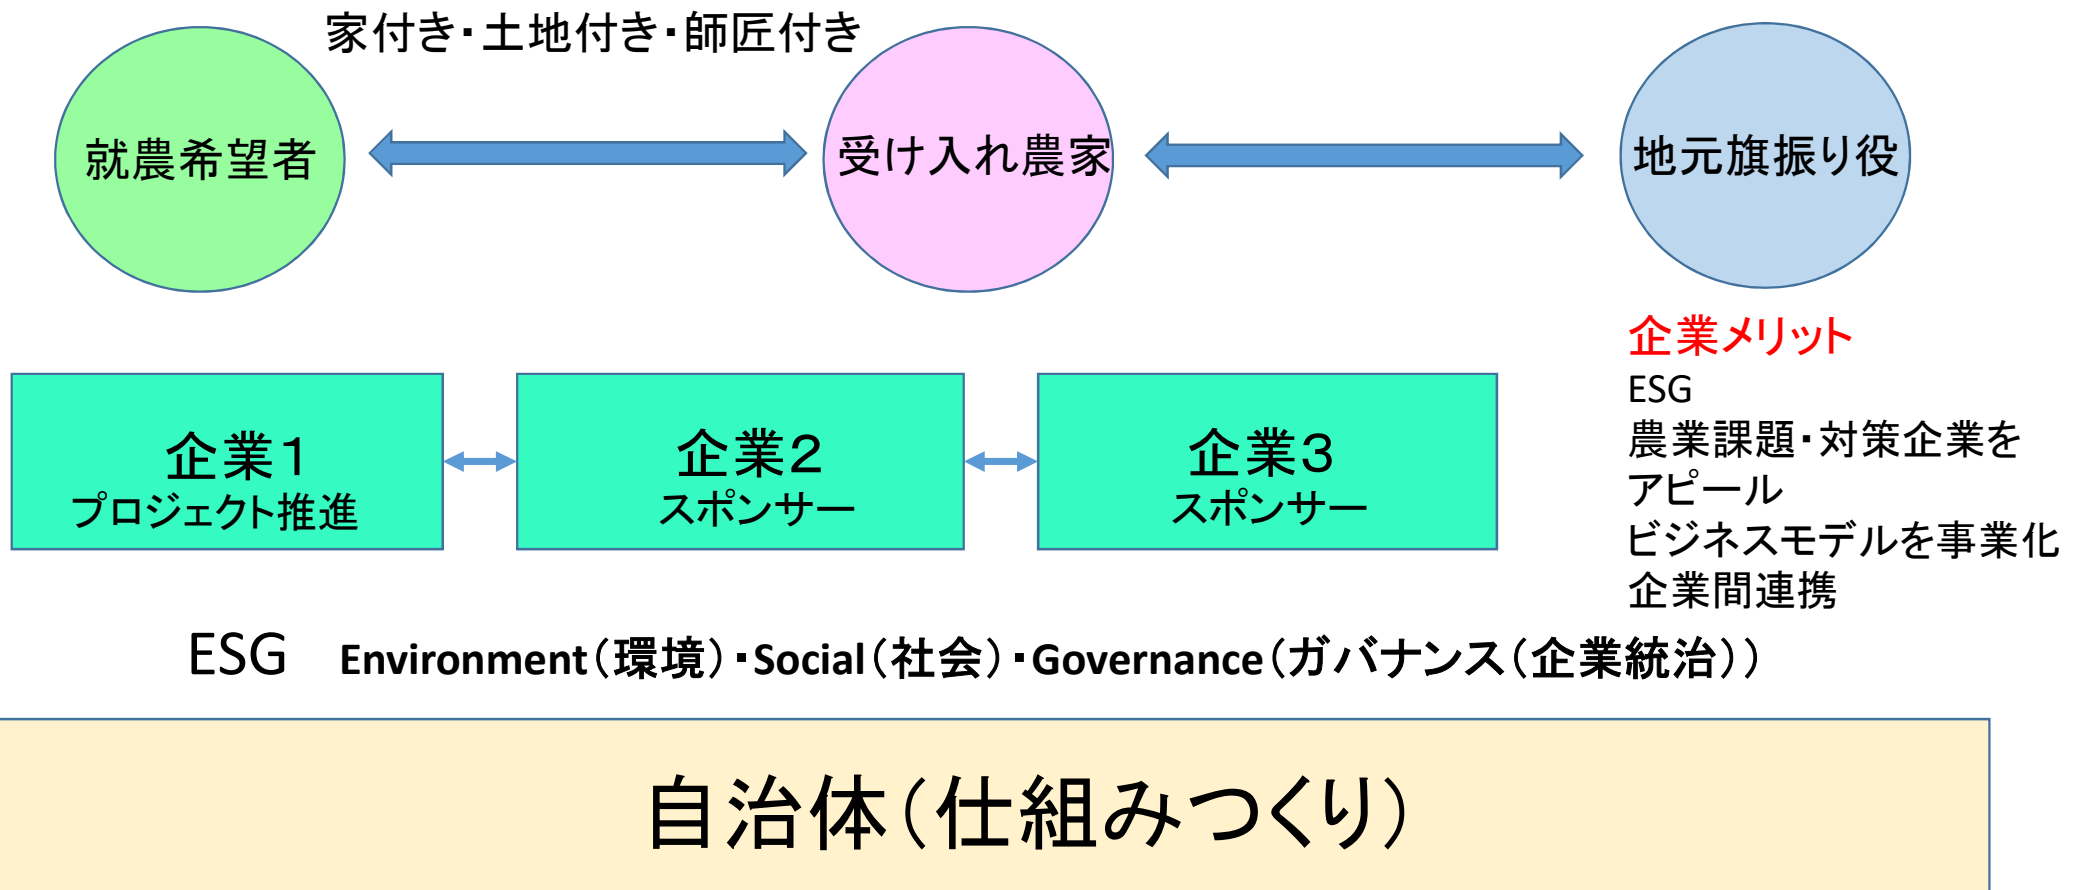 家付き・土地付き・師匠付き
就農希望者
受け入れ農家
地元旗振り役
企業1
プロジェクト推進
企業2
スポンサー
企業3
スポンサー
企業メリット
ESG
農業課題・対策企業を
アピール
ビジネスモデルを事業化
企業間連携
ESG Environment(環境)・Social(社会)・Governance(ガバナンス(企業統治))
自治体(仕組みつくり)